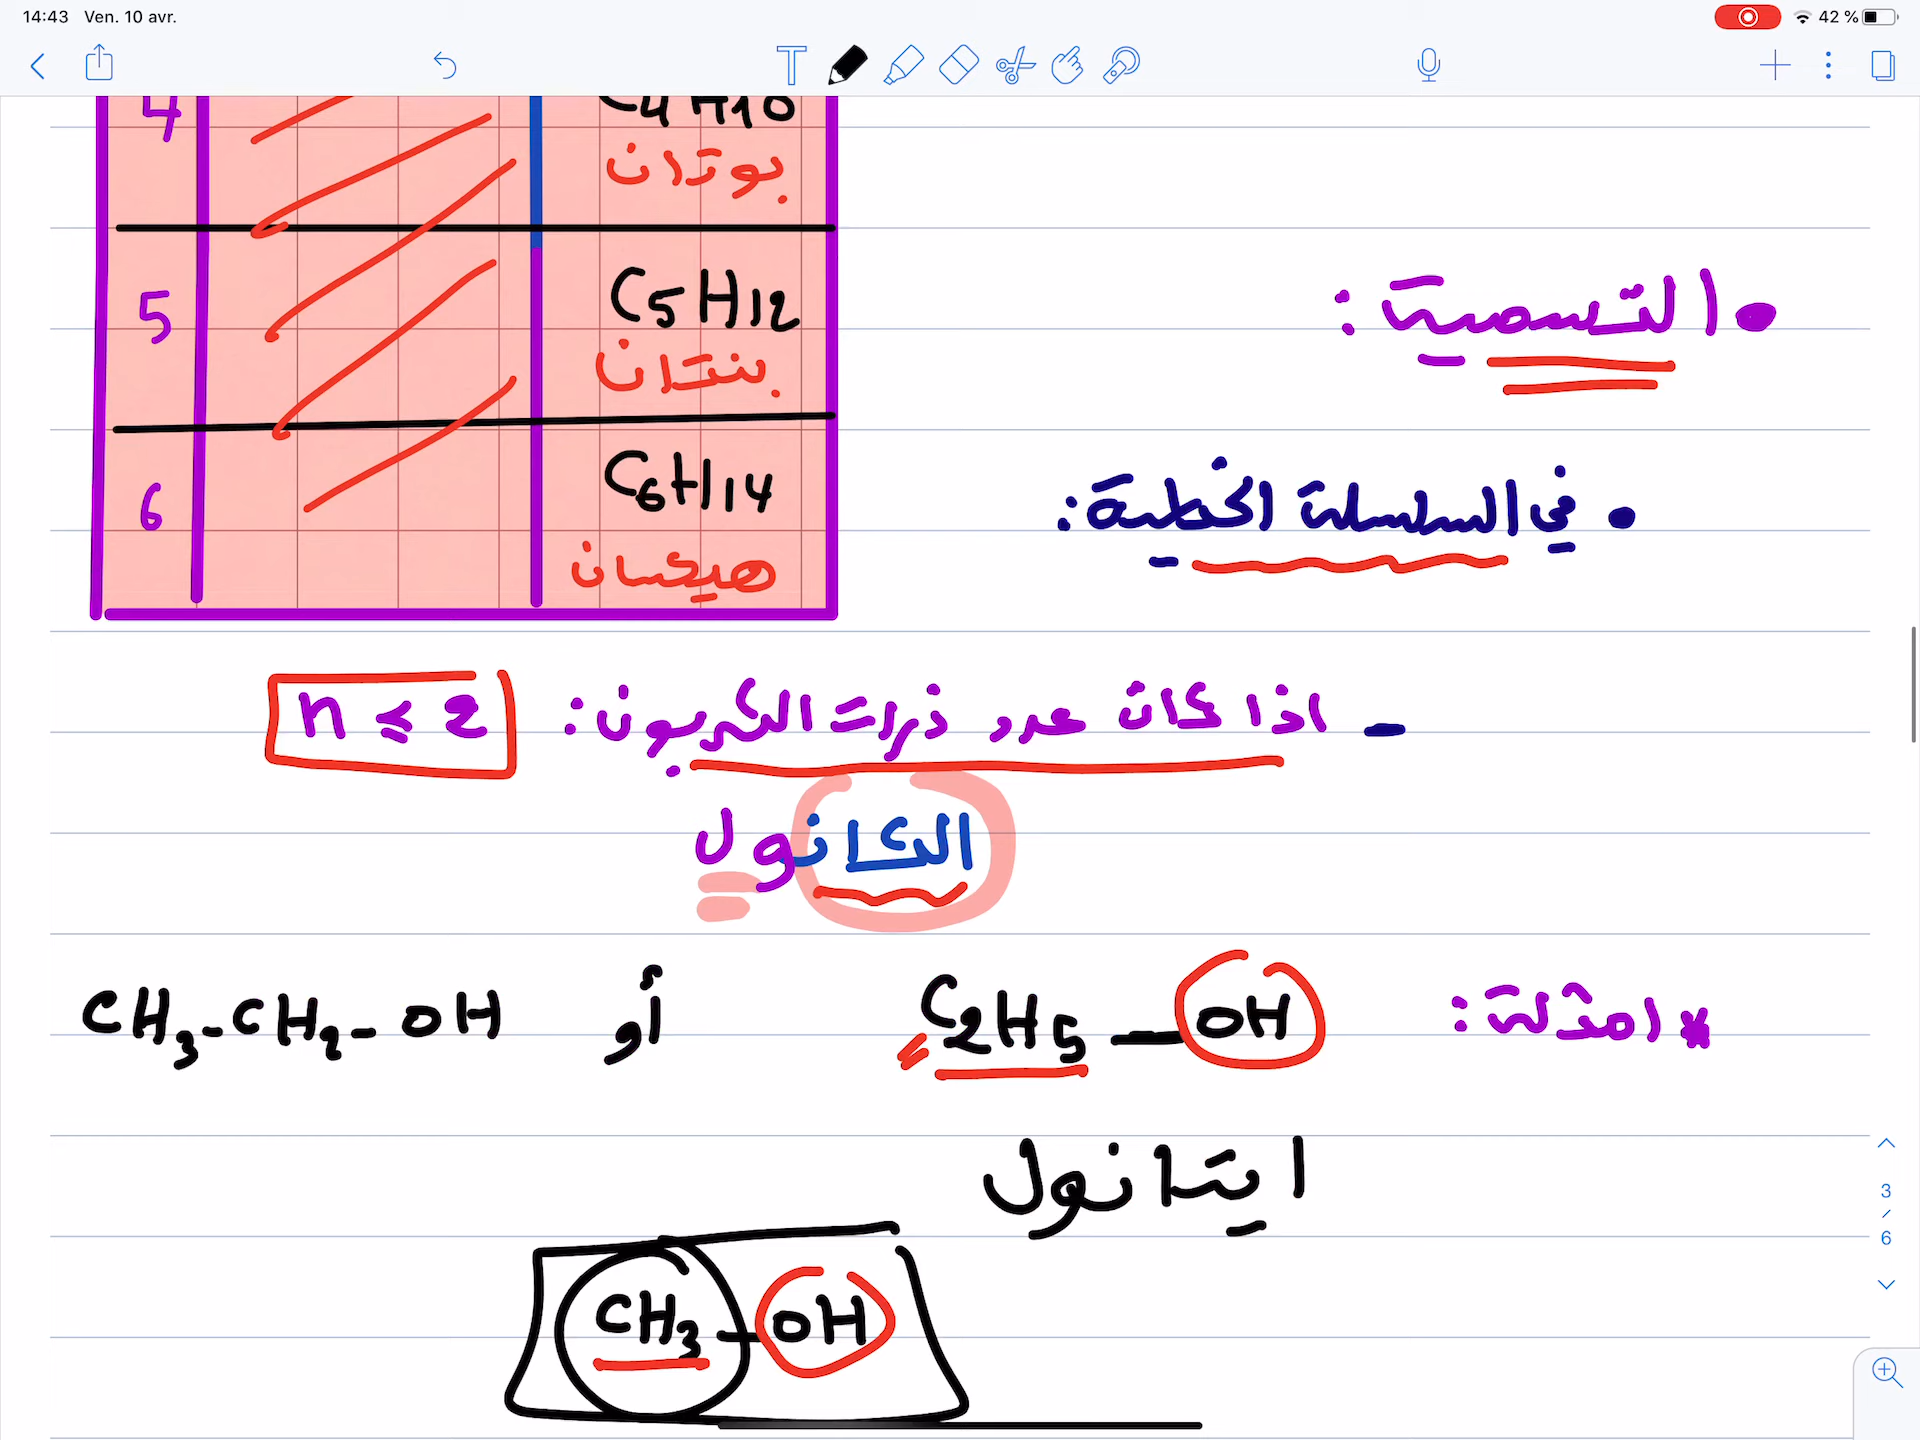 14:43 Ven. 10 avr.
42 %
4
C4H10
بوتان
5
C5H12
بنتان
6
C6H14
هيكسان
• التسمية:
• في السلسلة الخطية:
- اذا كان عدد ذرات الكربون: n ≤ 2
الكانول
* امثلة: C2H5 — OH أو CH3-CH2-OH
ايتانول
CH3-OH
3
/
6